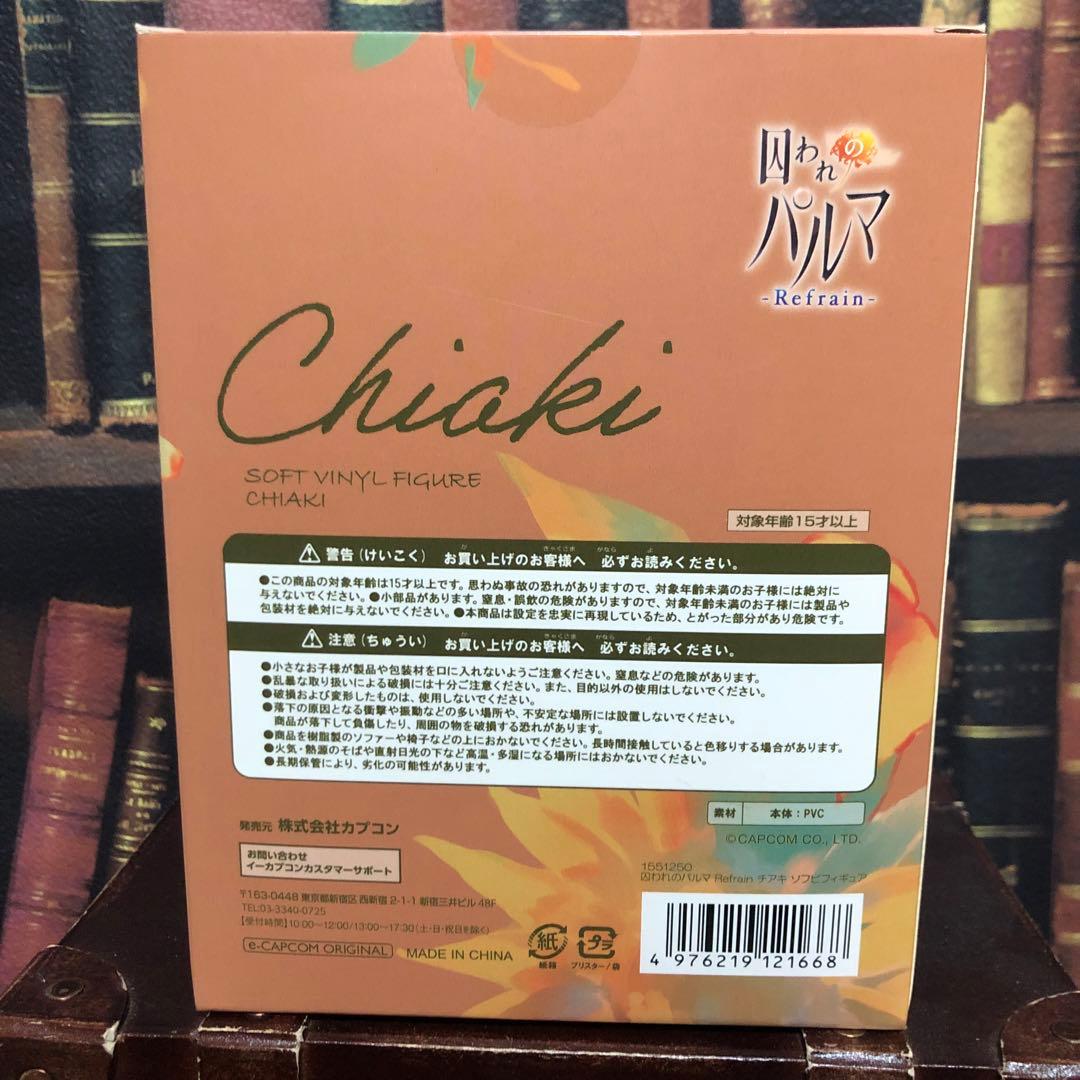 囚われの
パルマ
-Refrain-
Chiaki
SOFT VINYL FIGURE
CHIAKI
対象年齢15才以上
⚠警告(けいこく) お買い上げのお客様へ 必ずお読みください。
●この商品の対象年齢は15才以上です。思わぬ事故の恐れがありますので、対象年齢未満のお子様には絶対に
与えないでください。●小部品があります。窒息・誤飲の危険がありますので、対象年齢未満のお子様には製品や
包装材を絶対に与えないでください。●本商品は設定を忠実に再現しているため、とがった部分があり危険です。
⚠注意(ちゅうい) お買い上げのお客様へ 必ずお読みください。
●小さなお子様が製品や包装材を口に入れないようご注意ください。窒息などの危険があります。
●乱暴な取り扱いによる破損には十分ご注意ください。また、目的以外の使用はしないでください。
●破損および変形したものは、使用しないでください。
●落下の原因となる衝撃や振動などの多い場所や、不安定な場所には設置しないでください。
商品が落下して負傷したり、周囲の物を破損する恐れがあります。
●商品を樹脂製のソファーや椅子などの上におかないでください。長時間接触していると色移りする場合があります。
●火気・熱源のそばや直射日光の下など高温・多湿になる場所にはおかないでください。
●長期保管により、劣化の可能性があります。
素材 本体：PVC
©CAPCOM CO., LTD.
発売元 株式会社カプコン
お問い合わせ
イーカプコンカスタマーサポート
〒163-0448 東京都新宿区西新宿2-1-1 新宿三井ビル48F
TEL:03-3340-0725
【受付時間】10:00～12:00/13:00～17:30(土・日・祝日を除く)
e-CAPCOM ORIGINAL MADE IN CHINA
紙
紙箱
プラ
ブリスター/袋
1551250
囚われのパルマ Refrain チアキ ソフビフィギュア
4 976219 121668